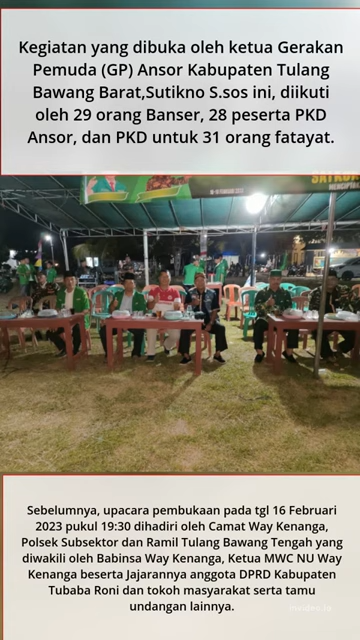 Kegiatan yang dibuka oleh ketua Gerakan
Pemuda (GP) Ansor Kabupaten Tulang
Bawang Barat,Sutikno S.sos ini, diikuti
oleh 29 orang Banser, 28 peserta PKD
Ansor, dan PKD untuk 31 orang fatayat.
Sebelumnya, upacara pembukaan pada tgl 16 Februari
2023 pukul 19:30 dihadiri oleh Camat Way Kenanga,
Polsek Subsektor dan Ramil Tulang Bawang Tengah yang
diwakili oleh Babinsa Way Kenanga, Ketua MWC NU Way
Kenanga beserta Jajarannya anggota DPRD Kabupaten
Tubaba Roni dan tokoh masyarakat serta tamu
undangan lainnya.